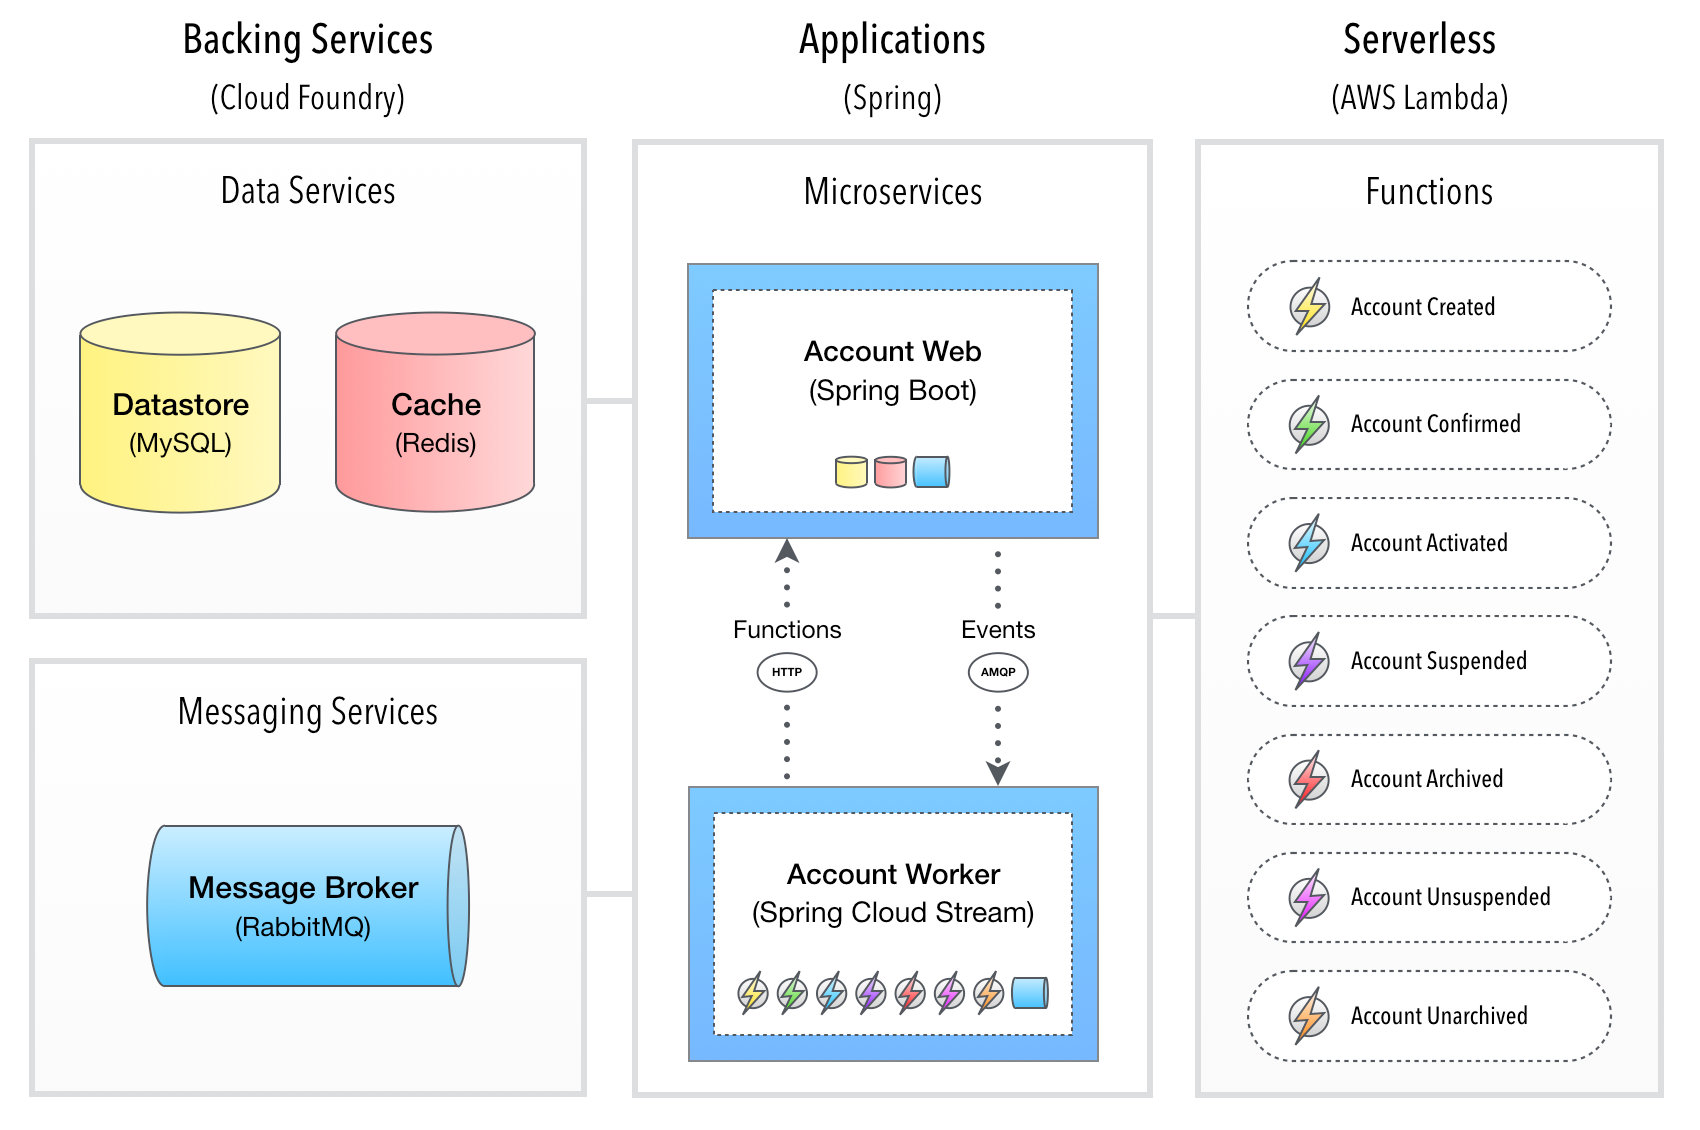 Backing Services
(Cloud Foundry)
Data Services
Datastore
(MySQL)
Cache
(Redis)
Messaging Services
Message Broker
(RabbitMQ)
Applications
(Spring)
Microservices
Account Web
(Spring Boot)
Functions
HTTP
Events
AMQP
Account Worker
(Spring Cloud Stream)
Serverless
(AWS Lambda)
Functions
Account Created
Account Confirmed
Account Activated
Account Suspended
Account Archived
Account Unsuspended
Account Unarchived